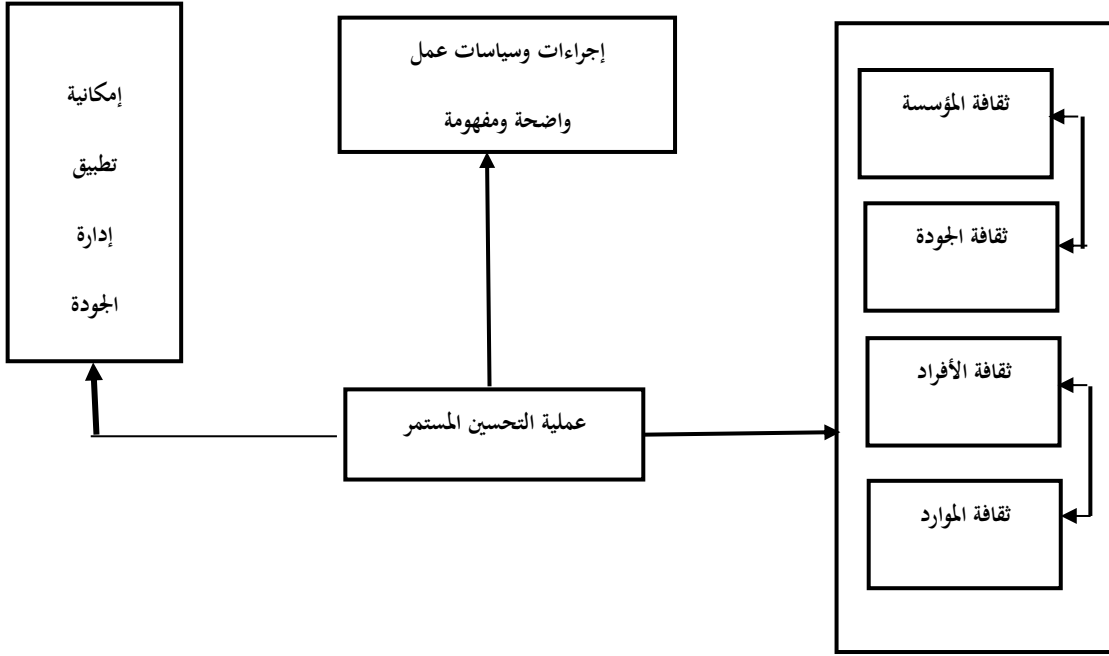 ثقافة المؤسسة
ثقافة الجودة
ثقافة الأفراد
ثقافة الموارد
إجراءات وسياسات عمل
واضحة ومفهومة
عملية التحسين المستمر
إمكانية
تطبيق
إدارة
الجودة